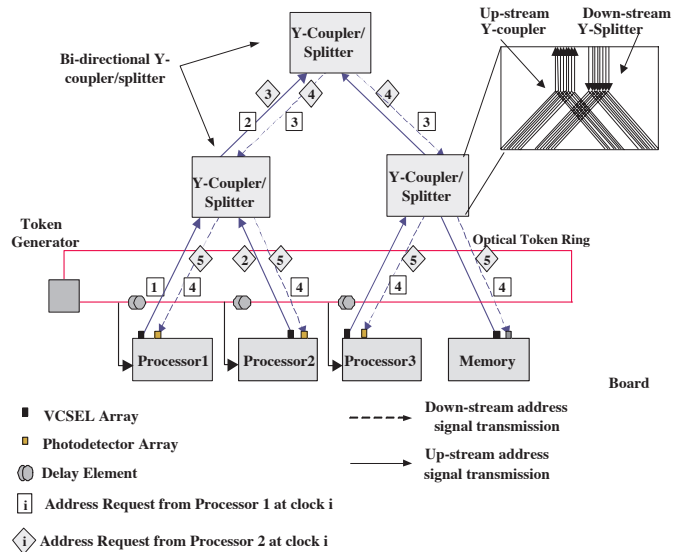 Up-stream
Y-coupler
Down-stream
Y-Splitter
Y-Coupler/
Splitter
Bi-directional Y-
coupler/splitter
3
4
4
2
3
3
Y-Coupler/
Splitter
Y-Coupler/
Splitter
Token
Generator
Optical Token Ring
5
2
5
5
5
1
4
4
4
4
Processor1
Processor2
Processor3
Memory
Board
VCSEL Array
Photodetector Array
Delay Element
i Address Request from Processor 1 at clock i
i Address Request from Processor 2 at clock i
Down-stream address
signal transmission
Up-stream address
signal transmission